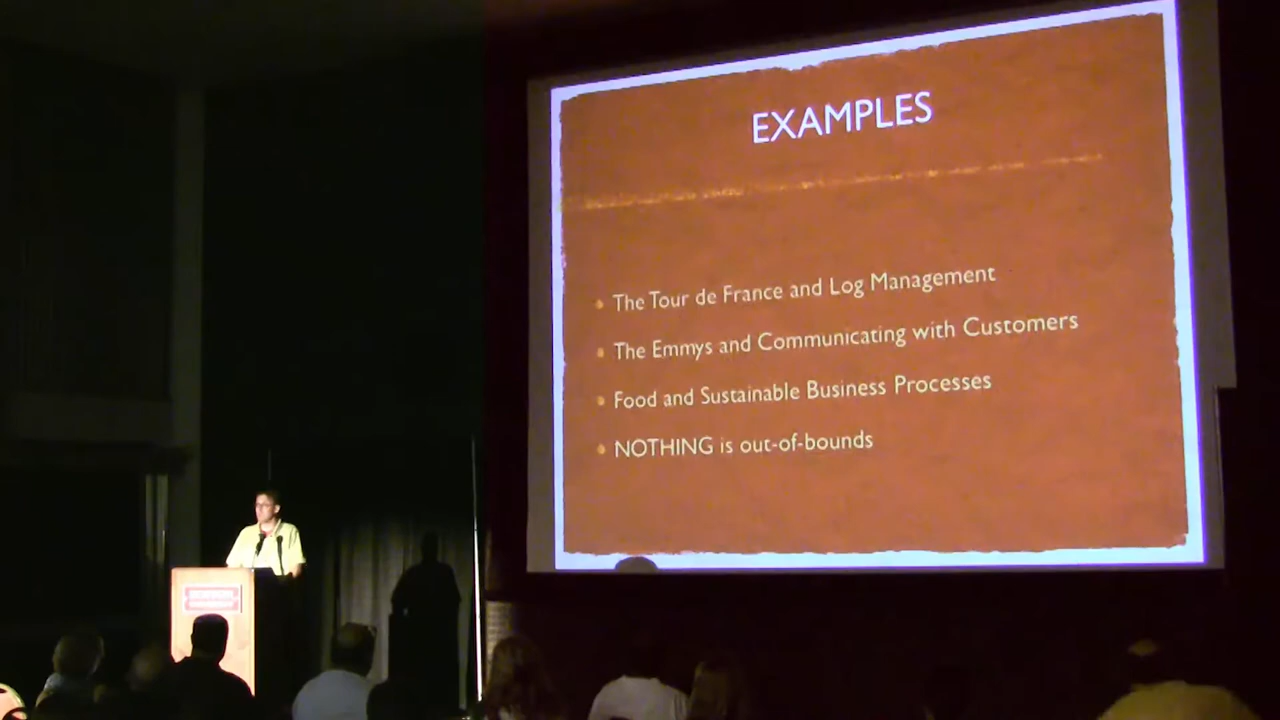 EXAMPLES
The Tour de France and Log Management
The Emmys and Communicating with Customers
Food and Sustainable Business Processes
NOTHING is out-of-bounds